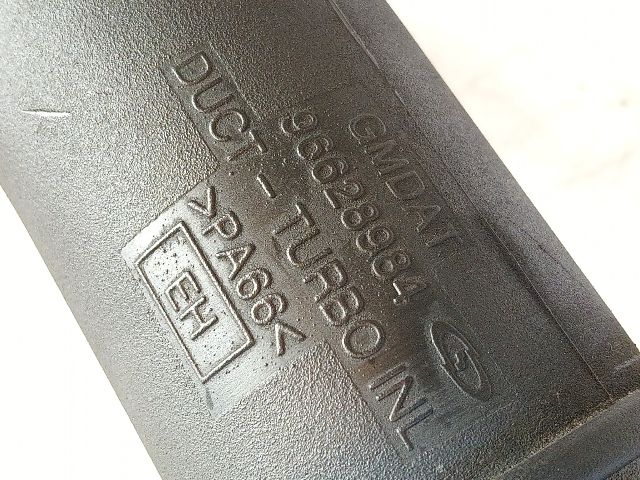 GMDAT
96628984
DUCT - TURBO INL
>PA66<
EH